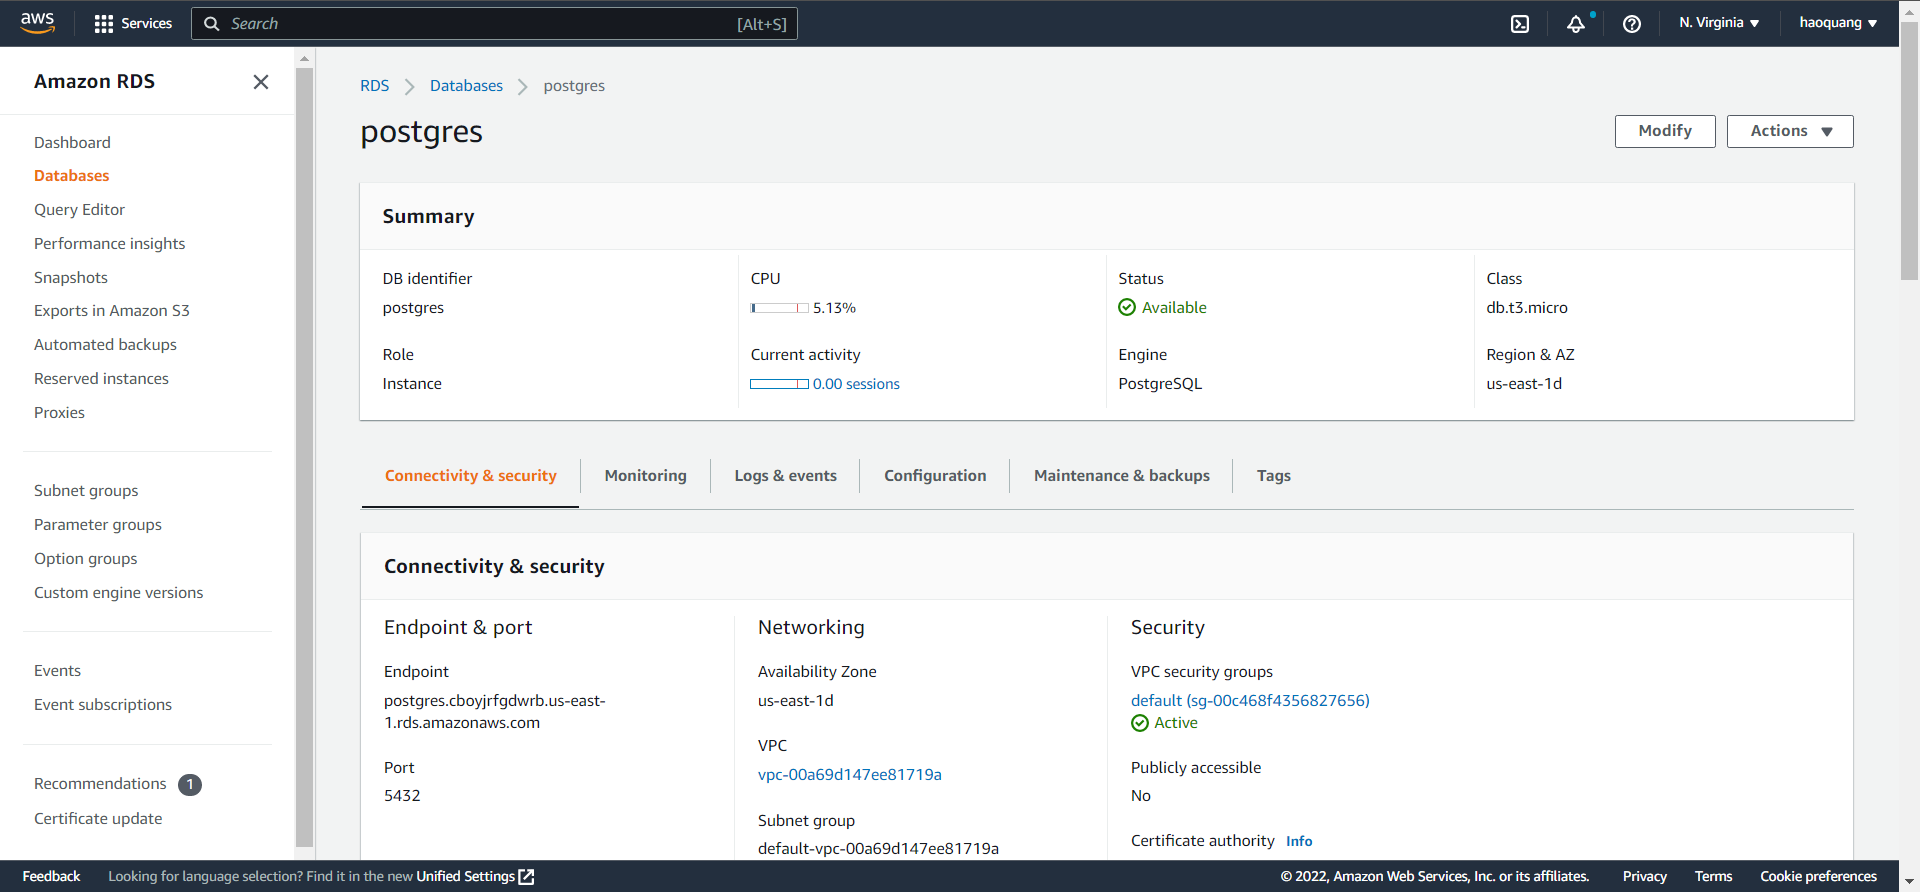 aws
Services
Search
[Alt+S]
N. Virginia
haoquang
Amazon RDS
Dashboard
Databases
Query Editor
Performance insights
Snapshots
Exports in Amazon S3
Automated backups
Reserved instances
Proxies
Subnet groups
Parameter groups
Option groups
Custom engine versions
Events
Event subscriptions
Recommendations 1
Certificate update
RDS
Databases
postgres
postgres
Modify
Actions
Summary
DB identifier
postgres
CPU
5.13%
Status
Available
Class
db.t3.micro
Role
Instance
Current activity
0.00 sessions
Engine
PostgreSQL
Region & AZ
us-east-1d
Connectivity & security
Monitoring
Logs & events
Configuration
Maintenance & backups
Tags
Connectivity & security
Endpoint & port
Endpoint
postgres.cboyjrfgdwrb.us-east-
1.rds.amazonaws.com
Port
5432
Networking
Availability Zone
us-east-1d
VPC
vpc-00a69d147ee81719a
Subnet group
default-vpc-00a69d147ee81719a
Security
VPC security groups
default (sg-00c468f4356827656)
Active
Publicly accessible
No
Certificate authority Info
Feedback
Looking for language selection? Find it in the new Unified Settings
© 2022, Amazon Web Services, Inc. or its affiliates.
Privacy
Terms
Cookie preferences